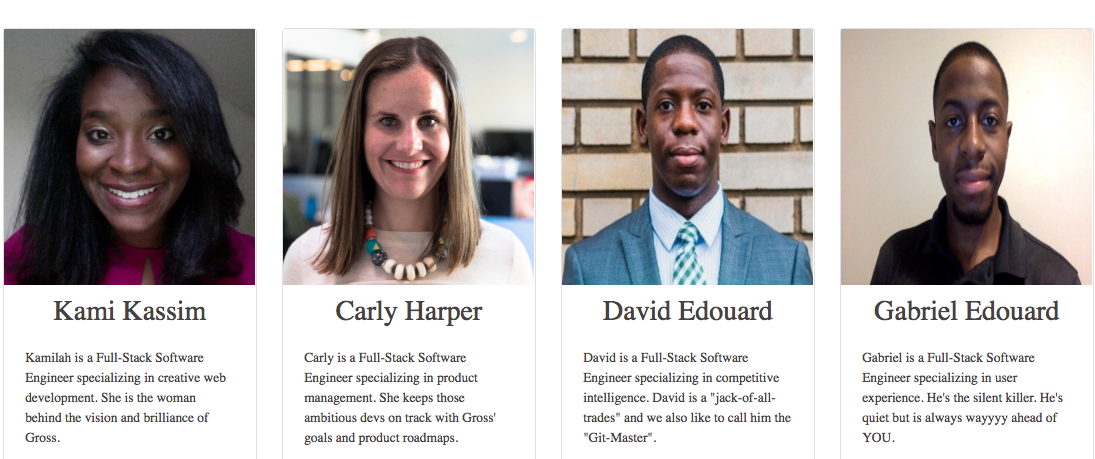 Kami Kassim
Kamilah is a Full-Stack Software
Engineer specializing in creative web
development. She is the woman
behind the vision and brilliance of
Gross.
Carly Harper
Carly is a Full-Stack Software
Engineer specializing in product
management. She keeps those
ambitious devs on track with Gross'
goals and product roadmaps.
David Edouard
David is a Full-Stack Software
Engineer specializing in competitive
intelligence. David is a "jack-of-all-
trades" and we also like to call him the
"Git-Master".
Gabriel Edouard
Gabriel is a Full-Stack Software
Engineer specializing in user
experience. He's the silent killer. He's
quiet but is always wayyyy ahead of
YOU.